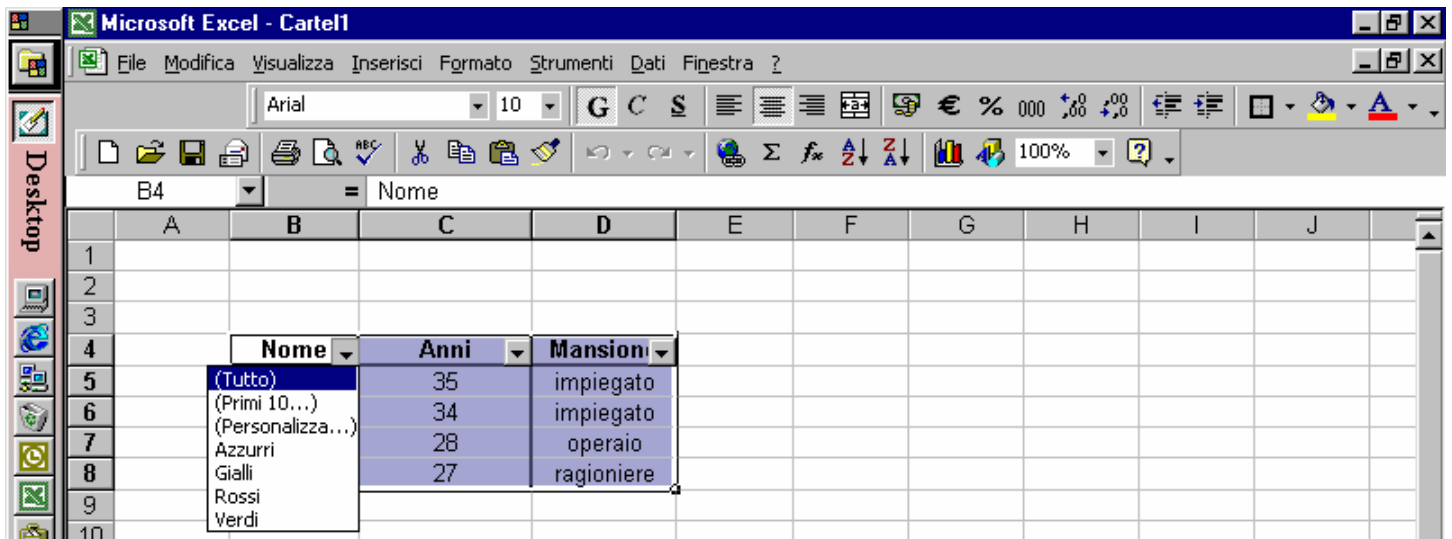 Microsoft Excel - Cartel1
File Modifica Visualizza Inserisci Formato Strumenti Dati Finestra ?
Arial 10 G C S € % 000
ABC Σ fx 100% ?
B4 = Nome
Desktop
A B C D E F G H I J
1
2
3
4 Nome Anni Mansion
5 (Tutto) 35 impiegato
(Primi 10...)
6 34 impiegato
(Personalizza...)
7 Azzurri 28 operaio
8 Gialli 27 ragioniere
Rossi
9
Verdi
10